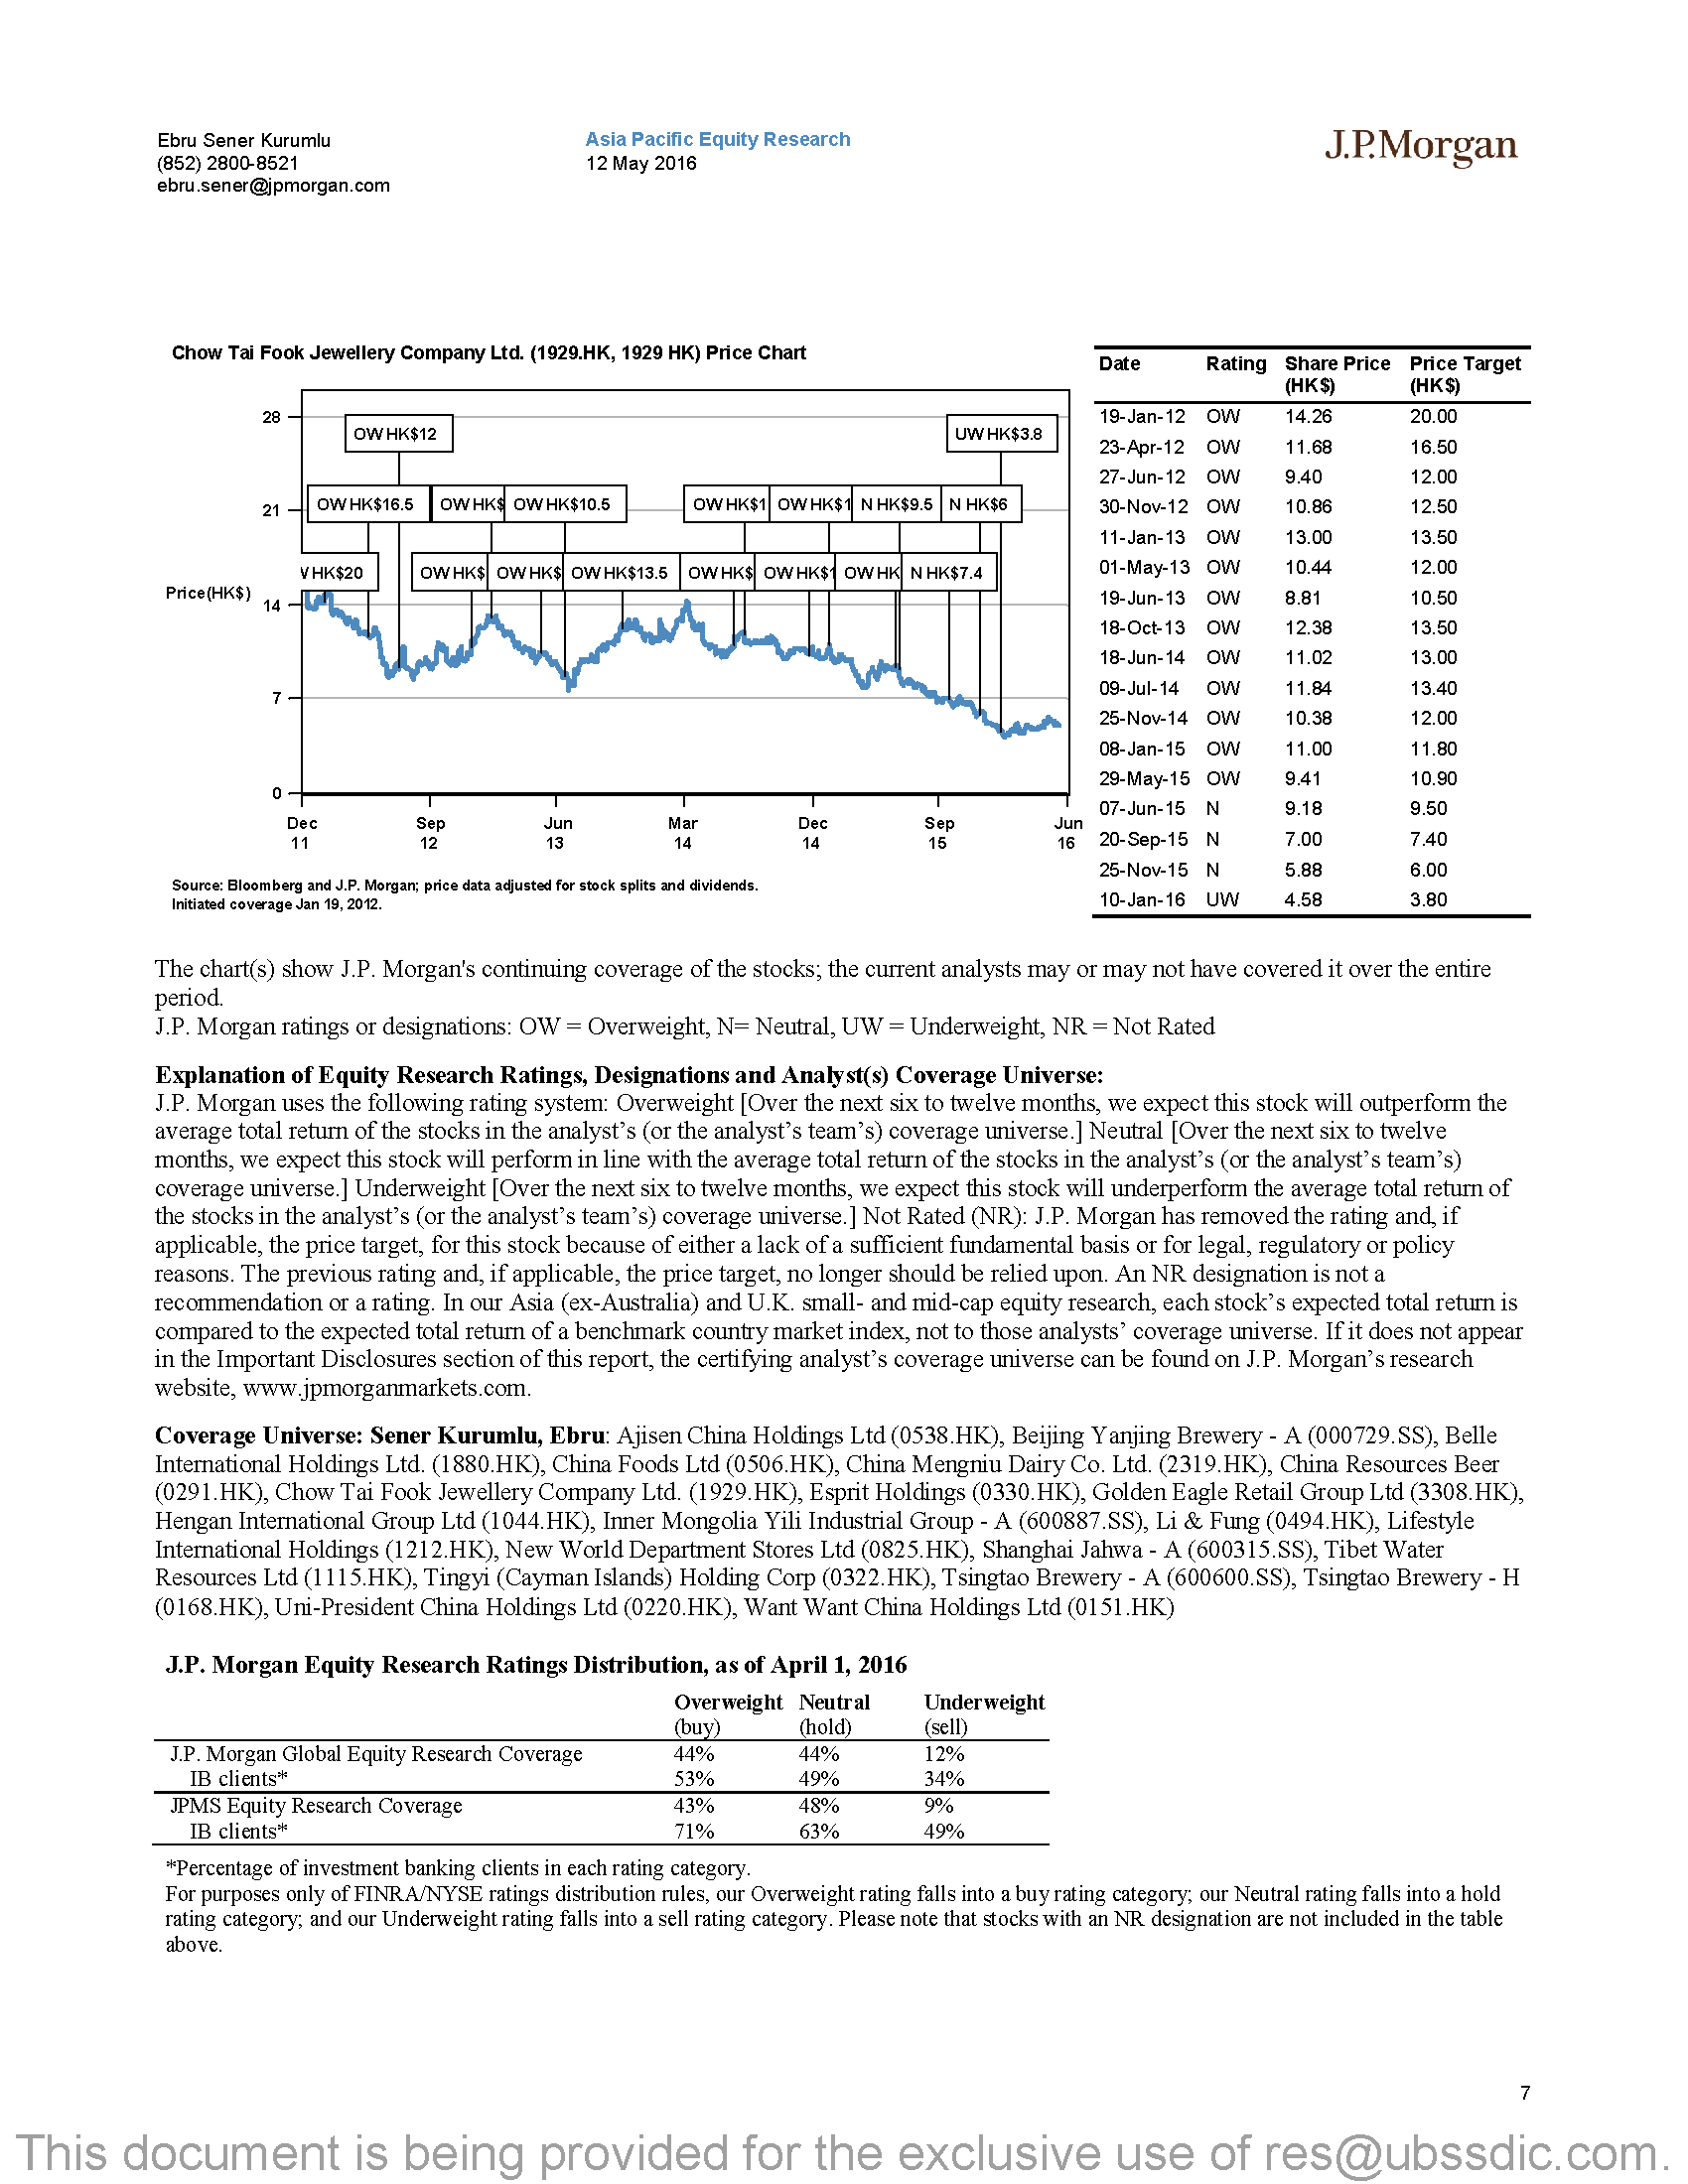 Ebru Sener Kurumlu
(852) 2800-8521
ebru.sener@jpmorgan.com
Asia Pacific Equity Research
12 May 2016
J.P.Morgan
Chow Tai Fook Jewellery Company Ltd. (1929.HK, 1929 HK) Price Chart
28
21
14
7
0
Price(HK$)
OW HK$12
UW HK$3.8
OW HK$16.5
OW HK$
OW HK$10.5
OW HK$1
OW HK$1
N HK$9.5
N HK$6
HK$20
OW HK$
OW HK$
OW HK$13.5
OW HK$
OW HK$1
OW HK
N HK$7.4
Dec Sep Jun Mar Dec Sep Jun
11 12 13 14 14 15 16
Source: Bloomberg and J.P. Morgan; price data adjusted for stock splits and dividends.
Initiated coverage Jan 19, 2012.
Date Rating Share Price Price Target
(HK$) (HK$)
19-Jan-12 OW 14.26 20.00
23-Apr-12 OW 11.68 16.50
27-Jun-12 OW 9.40 12.00
30-Nov-12 OW 10.86 12.50
11-Jan-13 OW 13.00 13.50
01-May-13 OW 10.44 12.00
19-Jun-13 OW 8.81 10.50
18-Oct-13 OW 12.38 13.50
18-Jun-14 OW 11.02 13.00
09-Jul-14 OW 11.84 13.40
25-Nov-14 OW 10.38 12.00
08-Jan-15 OW 11.00 11.80
29-May-15 OW 9.41 10.90
07-Jun-15 N 9.18 9.50
20-Sep-15 N 7.00 7.40
25-Nov-15 N 5.88 6.00
10-Jan-16 UW 4.58 3.80
The chart(s) show J.P. Morgan's continuing coverage of the stocks; the current analysts may or may not have covered it over the entire
period.
J.P. Morgan ratings or designations: OW = Overweight, N= Neutral, UW = Underweight, NR = Not Rated
Explanation of Equity Research Ratings, Designations and Analyst(s) Coverage Universe:
J.P. Morgan uses the following rating system: Overweight [Over the next six to twelve months, we expect this stock will outperform the
average total return of the stocks in the analyst’s (or the analyst’s team’s) coverage universe.] Neutral [Over the next six to twelve
months, we expect this stock will perform in line with the average total return of the stocks in the analyst’s (or the analyst’s team’s)
coverage universe.] Underweight [Over the next six to twelve months, we expect this stock will underperform the average total return of
the stocks in the analyst’s (or the analyst’s team’s) coverage universe.] Not Rated (NR): J.P. Morgan has removed the rating and, if
applicable, the price target, for this stock because of either a lack of a sufficient fundamental basis or for legal, regulatory or policy
reasons. The previous rating and, if applicable, the price target, no longer should be relied upon. An NR designation is not a
recommendation or a rating. In our Asia (ex-Australia) and U.K. small- and mid-cap equity research, each stock’s expected total return is
compared to the expected total return of a benchmark country market index, not to those analysts’ coverage universe. If it does not appear
in the Important Disclosures section of this report, the certifying analyst’s coverage universe can be found on J.P. Morgan’s research
website, www.jpmorganmarkets.com.
Coverage Universe: Sener Kurumlu, Ebru: Ajisen China Holdings Ltd (0538.HK), Beijing Yanjing Brewery - A (000729.SS), Belle
International Holdings Ltd. (1880.HK), China Foods Ltd (0506.HK), China Mengniu Dairy Co. Ltd. (2319.HK), China Resources Beer
(0291.HK), Chow Tai Fook Jewellery Company Ltd. (1929.HK), Esprit Holdings (0330.HK), Golden Eagle Retail Group Ltd (3308.HK),
Hengan International Group Ltd (1044.HK), Inner Mongolia Yili Industrial Group - A (600887.SS), Li & Fung (0494.HK), Lifestyle
International Holdings (1212.HK), New World Department Stores Ltd (0825.HK), Shanghai Jahwa - A (600315.SS), Tibet Water
Resources Ltd (1115.HK), Tingyi (Cayman Islands) Holding Corp (0322.HK), Tsingtao Brewery - A (600600.SS), Tsingtao Brewery - H
(0168.HK), Uni-President China Holdings Ltd (0220.HK), Want Want China Holdings Ltd (0151.HK)
J.P. Morgan Equity Research Ratings Distribution, as of April 1, 2016
Overweight Neutral Underweight
(buy) (hold) (sell)
J.P. Morgan Global Equity Research Coverage 44% 44% 12%
IB clients* 53% 49% 34%
JPMS Equity Research Coverage 43% 48% 9%
IB clients* 71% 63% 49%
*Percentage of investment banking clients in each rating category.
For purposes only of FINRA/NYSE ratings distribution rules, our Overweight rating falls into a buy rating category; our Neutral rating falls into a hold
rating category; and our Underweight rating falls into a sell rating category. Please note that stocks with an NR designation are not included in the table
above.
7
This document is being provided for the exclusive use of res@ubssdic.com.